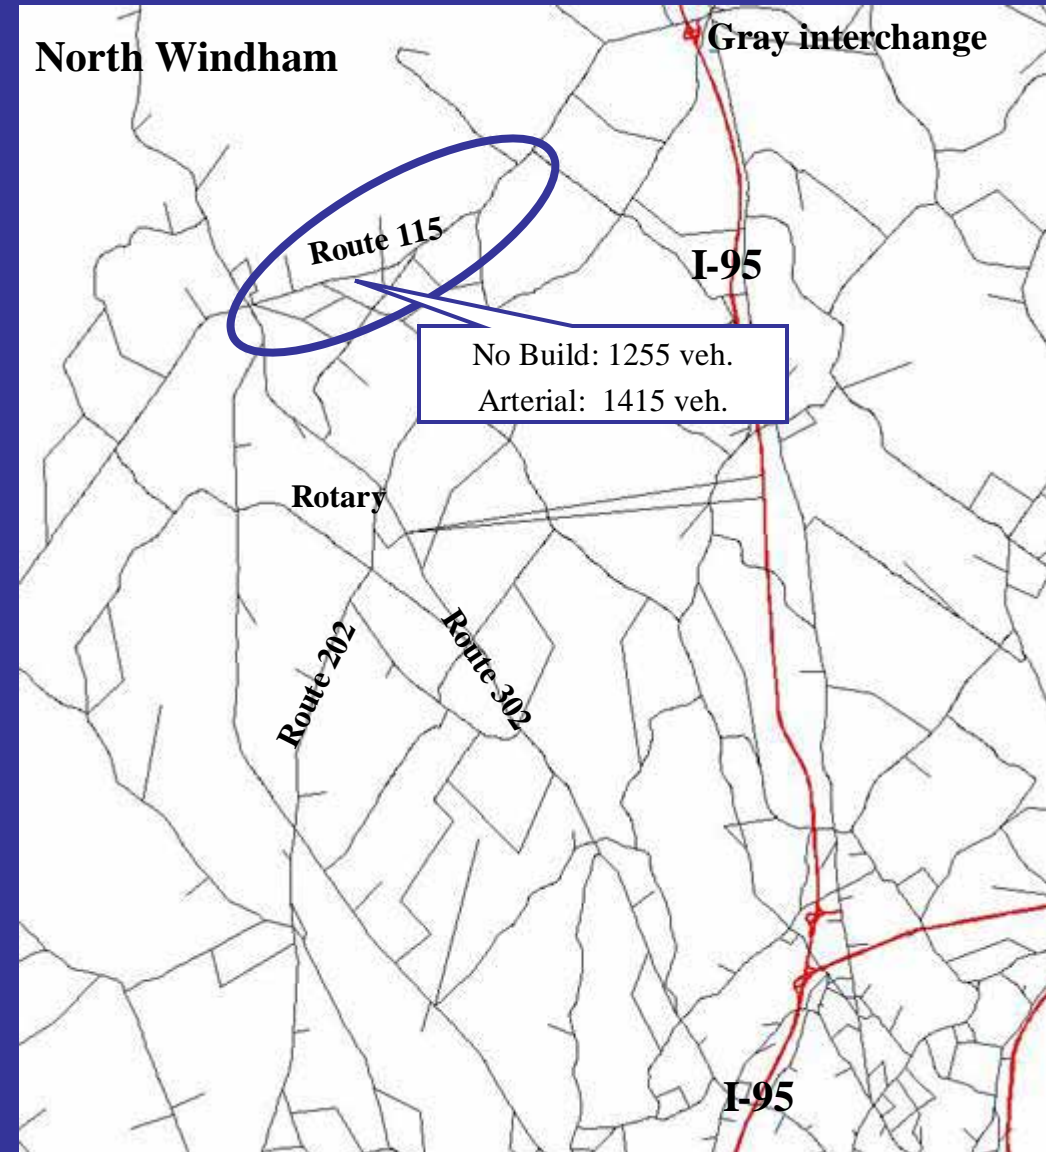 North Windham
Gray interchange
Route 115
I-95
No Build: 1255 veh.
Arterial: 1415 veh.
Rotary
Route 202
Route 302
I-95